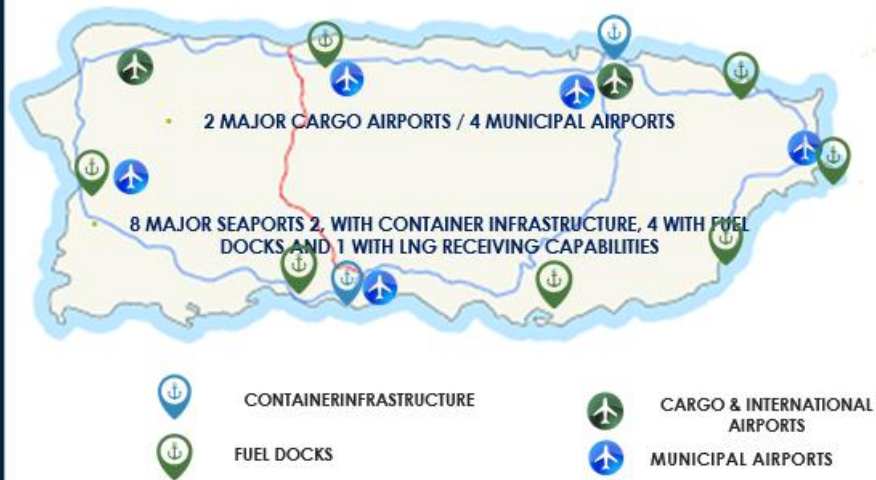 2 MAJOR CARGO AIRPORTS / 4 MUNICIPAL AIRPORTS
8 MAJOR SEAPORTS 2, WITH CONTAINER INFRASTRUCTURE, 4 WITH FUEL
DOCKS AND 1 WITH LNG RECEIVING CAPABILITIES
CONTAINERINFRASTRUCTURE
CARGO & INTERNATIONAL
AIRPORTS
FUEL DOCKS
MUNICIPAL AIRPORTS